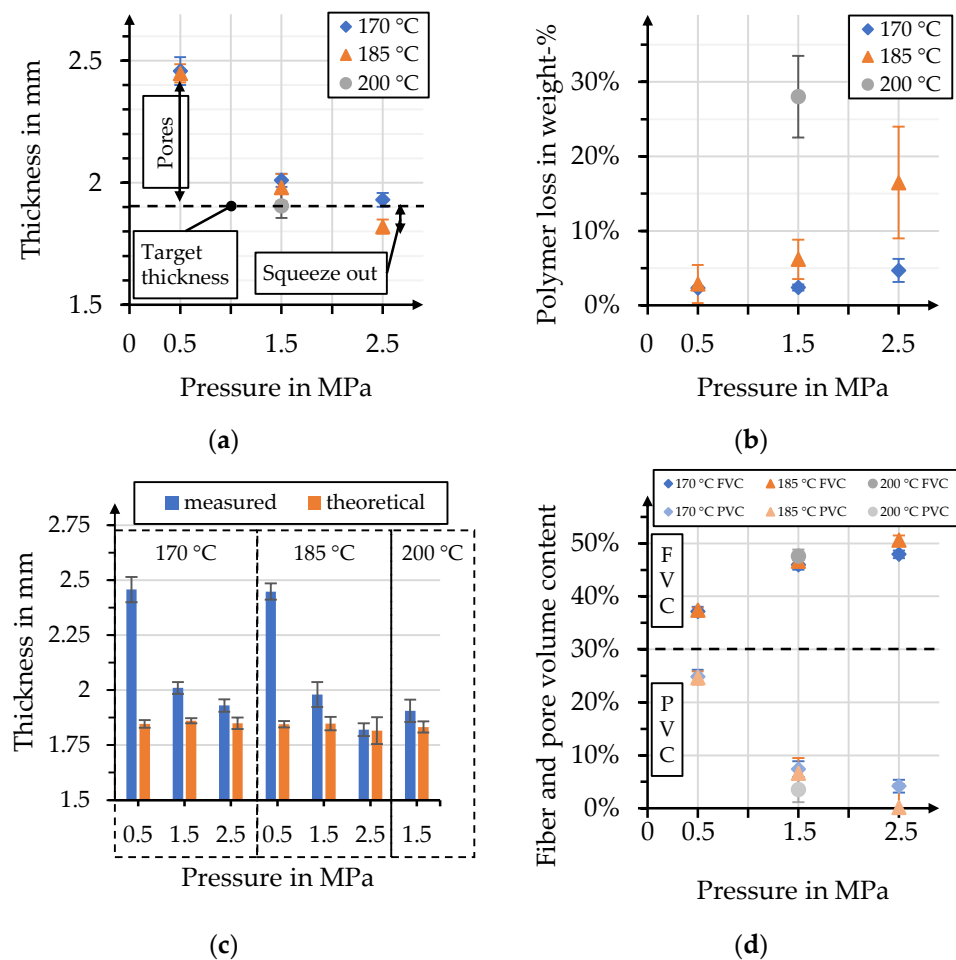 170 °C
185 °C
200 °C
Thickness in mm
2.5
2
1.5
Pores
Target
thickness
Squeeze out
0 0.5 1.5 2.5
Pressure in MPa
(a)
170 °C
185 °C
200 °C
Polymer loss in weight-%
30%
20%
10%
0%
0 0.5 1.5 2.5
Pressure in MPa
(b)
measured theoretical
Thickness in mm
2.75
2.5
2.25
2
1.75
1.5
170 °C 185 °C 200 °C
0.5 1.5 2.5 0.5 1.5 2.5 1.5
Pressure in MPa
(c)
170 °C FVC 185 °C FVC 200 °C FVC
170 °C PVC 185 °C PVC 200 °C PVC
Fiber and pore volume content
50%
40%
30%
20%
10%
0%
F
V
C
P
V
C
0 0.5 1.5 2.5
Pressure in MPa
(d)